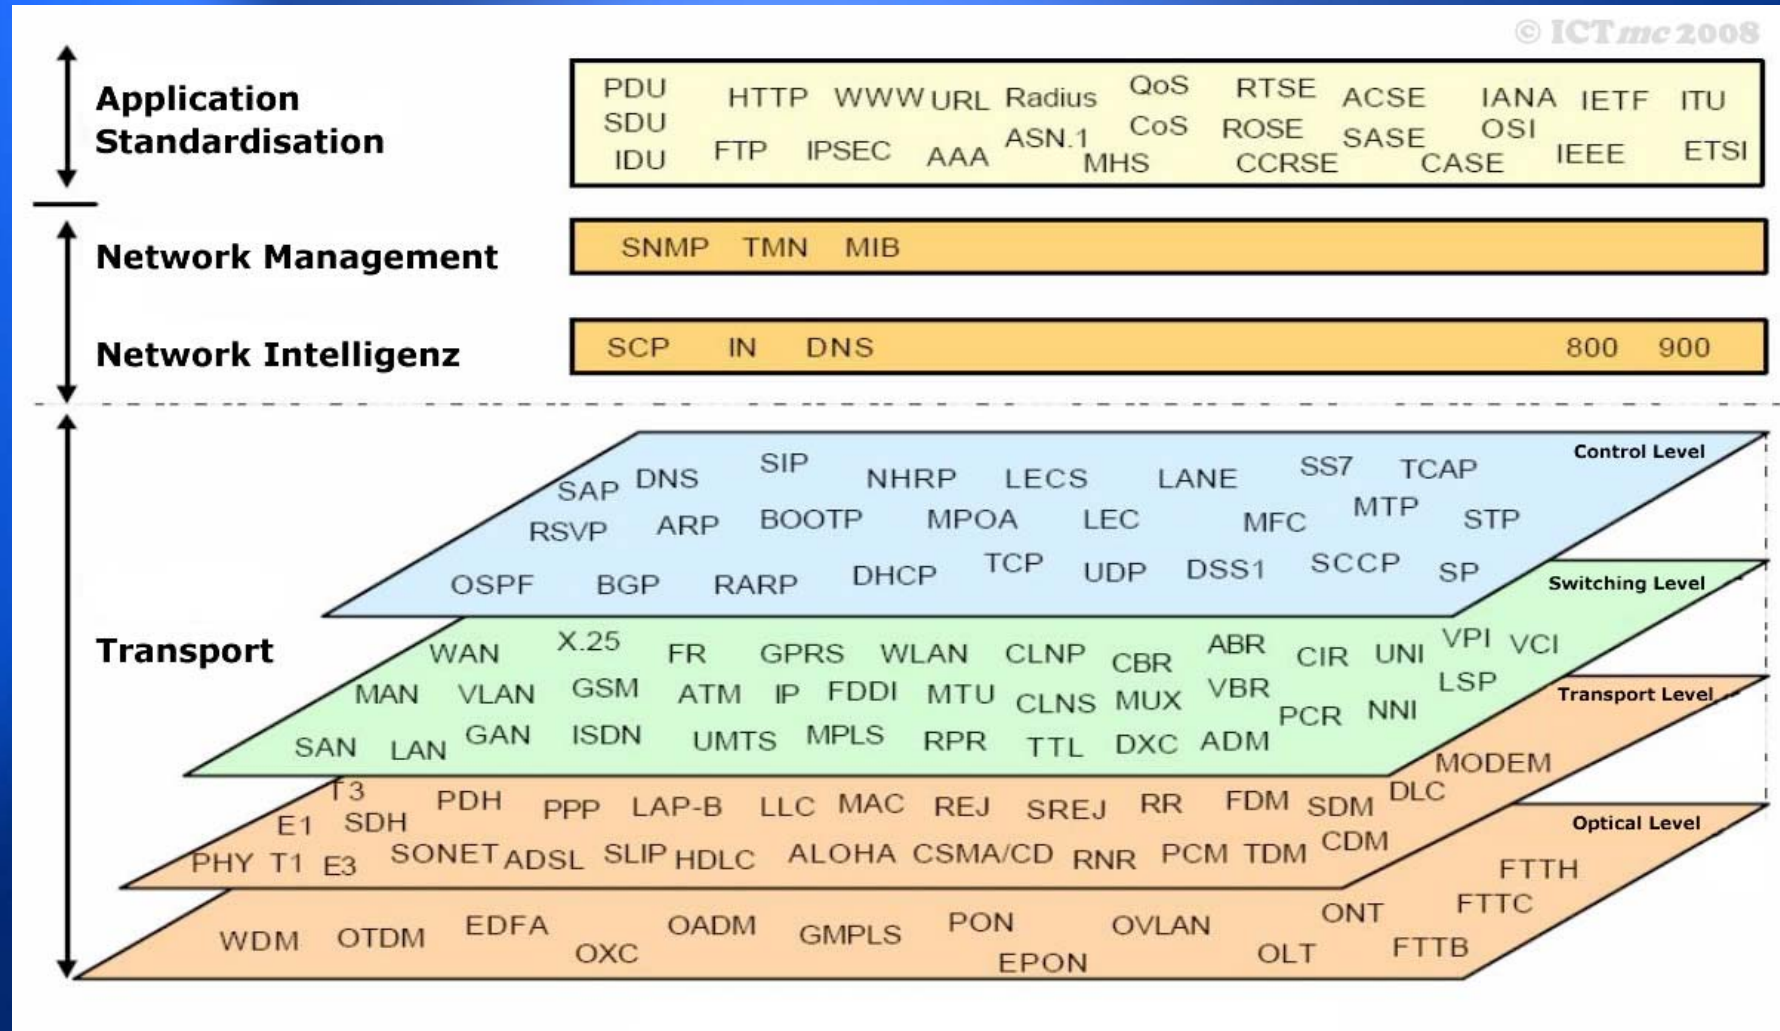 © ICTmc 2008
Application
Standardisation
PDU HTTP WWW URL Radius QoS RTSE ACSE IANA IETF ITU
SDU ASN.1 CoS ROSE SASE OSI
IDU FTP IPSEC AAA MHS CCRSE CASE IEEE ETSI
Network Management
SNMP TMN MIB
Network Intelligenz
SCP IN DNS 800 900
Transport
Control Level
SAP DNS SIP NHRP LECS LANE SS7 TCAP
RSVP ARP BOOTP MPOA LEC MFC MTP STP
OSPF BGP RARP DHCP TCP UDP DSS1 SCCP SP
Switching Level
WAN X.25 FR GPRS WLAN CLNP CBR ABR CIR UNI VPI VCI
MAN VLAN GSM ATM IP FDDI MTU CLNS MUX VBR PCR NNI LSP
SAN LAN GAN ISDN UMTS MPLS RPR TTL DXC ADM
Transport Level
MODEM
T3 PDH PPP LAP-B LLC MAC REJ SREJ RR FDM SDM DLC
E1 SDH
PHY T1 E3 SONET ADSL SLIP HDLC ALOHA CSMA/CD RNR PCM TDM CDM
Optical Level
FTTH
WDM OTDM EDFA OXC OADM GMPLS PON EPON OVLAN OLT ONT FTTC
FTTB